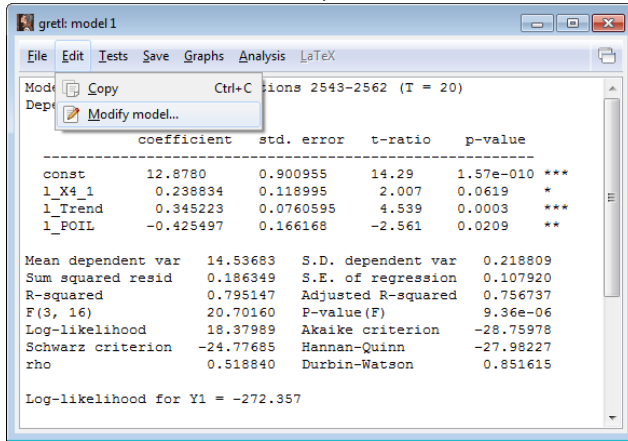 gretl: model 1
File Edit Tests Save Graphs Analysis LaTeX
Copy Ctrl+C
Modify model...
2543-2562 (T = 20)
coefficient std. error t-ratio p-value
const 12.8780 0.900955 14.29 1.57e-010 ***
l_X4_1 0.238834 0.118995 2.007 0.0619 *
l_Trend 0.345223 0.0760595 4.539 0.0003 ***
l_POIL −0.425497 0.166168 −2.561 0.0209 **
Mean dependent var 14.53683 S.D. dependent var 0.218809
Sum squared resid 0.186349 S.E. of regression 0.107920
R-squared 0.795147 Adjusted R-squared 0.756737
F(3, 16) 20.70160 P-value(F) 9.36e-06
Log-likelihood 18.37989 Akaike criterion −28.75978
Schwarz criterion −24.77685 Hannan-Quinn −27.98227
rho 0.518840 Durbin-Watson 0.851615
Log-likelihood for Y1 = −272.357